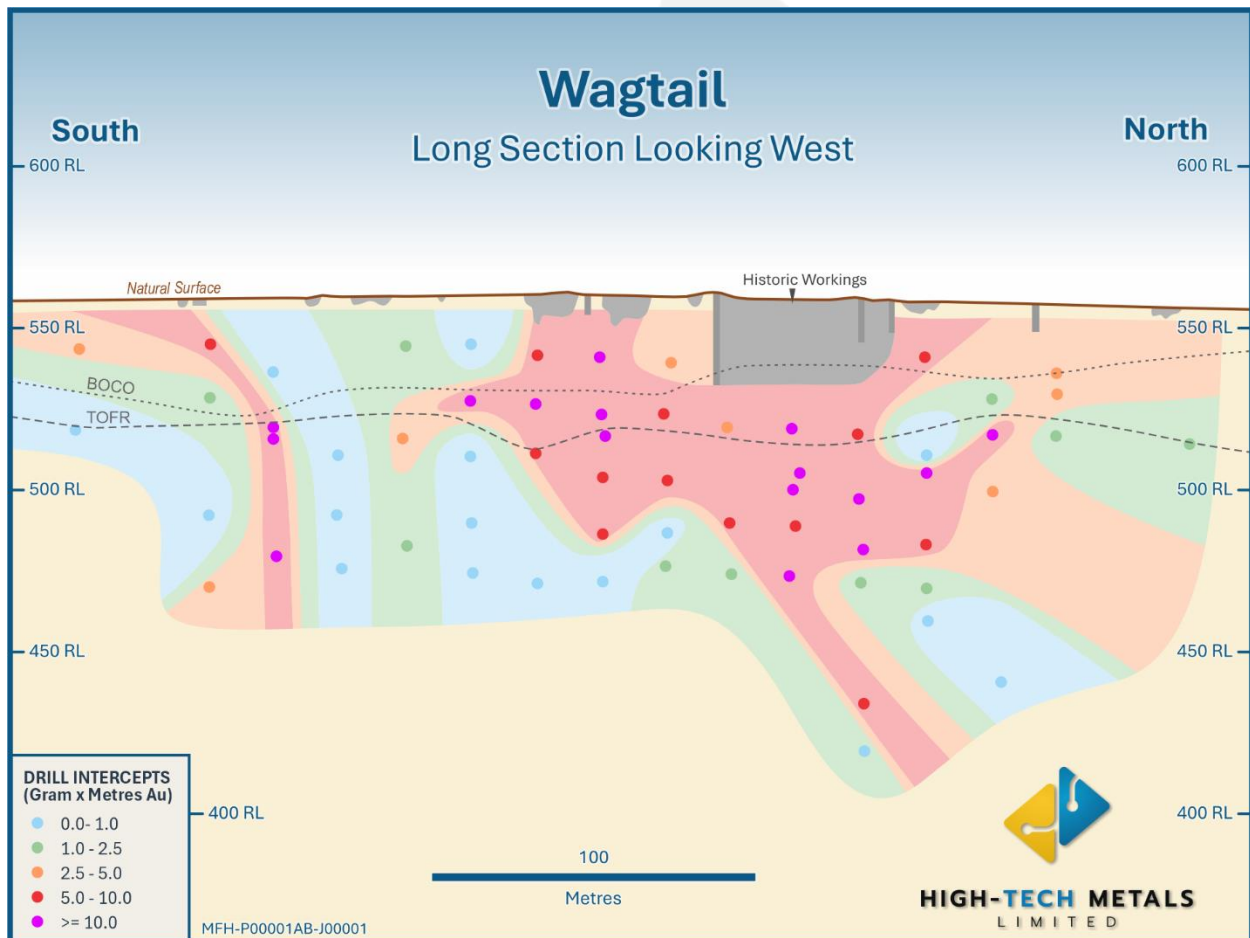 Wagtail
Long Section Looking West
South
North
600 RL
600 RL
Natural Surface
Historic Workings
550 RL
550 RL
BOCO
TOFR
500 RL
500 RL
450 RL
450 RL
400 RL
400 RL
DRILL INTERCEPTS
(Gram x Metres Au)
0.0- 1.0
1.0 - 2.5
2.5 - 5.0
5.0 - 10.0
>= 10.0
MFH-P00001AB-J00001
100
Metres
HIGH-TECH METALS
LIMITED